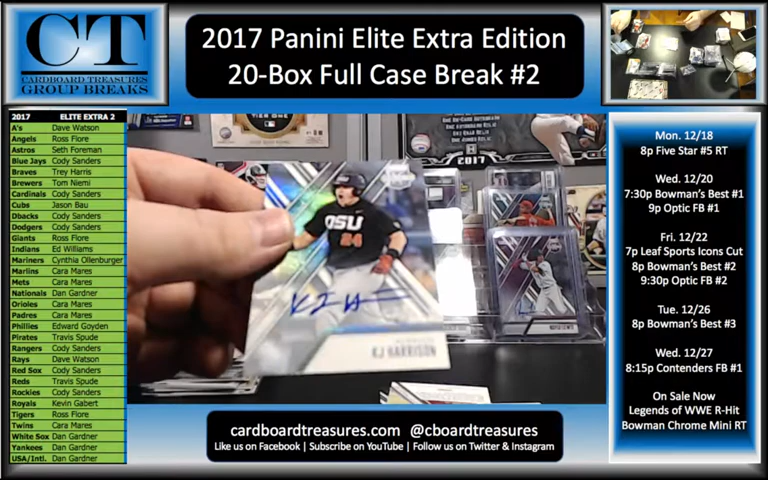 CT
CARDBOARD TREASURES
GROUP BREAKS
2017 Panini Elite Extra Edition
20-Box Full Case Break #2
2017 ELITE EXTRA 2
A's Dave Watson
Angels Ross Flore
Astros Seth Foreman
Blue Jays Cody Sanders
Braves Trey Harris
Brewers Tom Niemi
Cardinals Cody Sanders
Cubs Jason Bau
Dbacks Cody Sanders
Dodgers Cody Sanders
Giants Ross Flore
Indians Ed Williams
Mariners Cynthia Ollenburger
Marlins Cara Mares
Mets Cara Mares
Nationals Dan Gardner
Orioles Cara Mares
Padres Cara Mares
Phillies Edward Goyden
Pirates Travis Spude
Rangers Cody Sanders
Rays Dave Watson
Red Sox Cody Sanders
Reds Travis Spude
Rockies Cody Sanders
Royals Kevin Gabert
Tigers Ross Flore
Twins Cara Mares
White Sox Dan Gardner
Yankees Dan Gardner
USA/Intl. Dan Gardner
TIER ONE
2017
OSU
24
KJ HARRISON
Mon. 12/18
8p Five Star #5 RT
Wed. 12/20
7:30p Bowman's Best #1
9p Optic FB #1
Fri. 12/22
7p Leaf Sports Icons Cut
8p Bowman's Best #2
9:30p Optic FB #2
Tue. 12/26
8p Bowman's Best #3
Wed. 12/27
8:15p Contenders FB #1
On Sale Now
Legends of WWE R-Hit
Bowman Chrome Mini RT
cardboardtreasures.com @cboardtreasures
Like us on Facebook | Subscribe on YouTube | Follow us on Twitter & Instagram